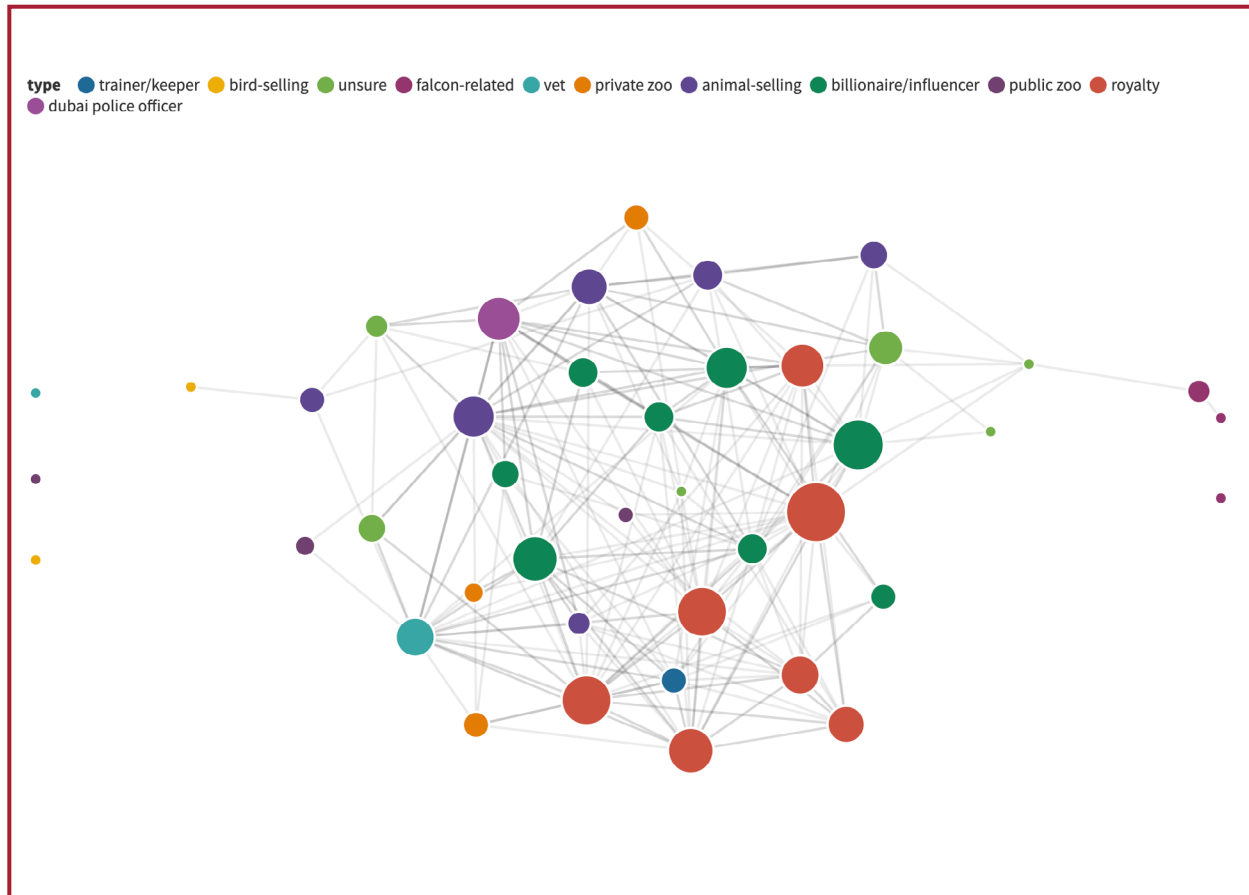 type trainer/keeper bird-selling unsure falcon-related vet private zoo animal-selling billionaire/influencer public zoo royalty
dubai police officer